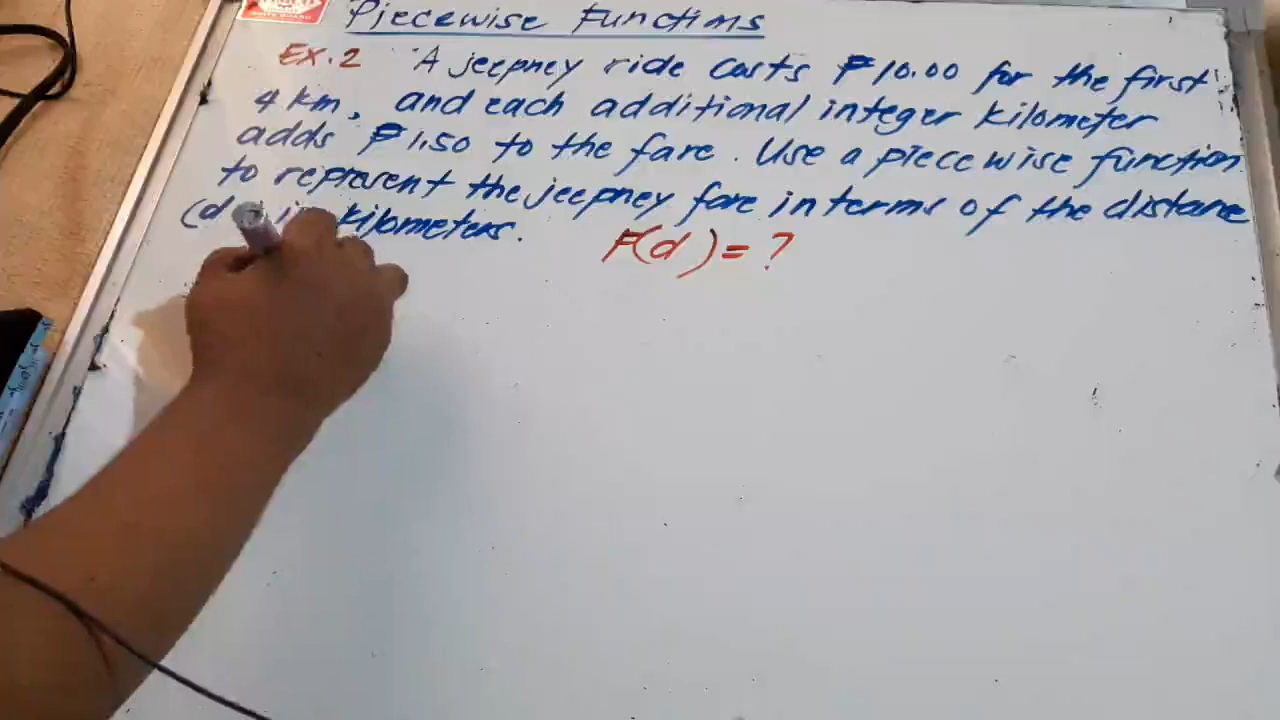 Piecewise Functions
Ex.2 A jeepney ride costs ₱10.00 for the first
4 km, and each additional integer kilometer
adds ₱1.50 to the fare. Use a piecewise function
to represent the jeepney fare in terms of the distance
(d kilometers.
F(d) = ?